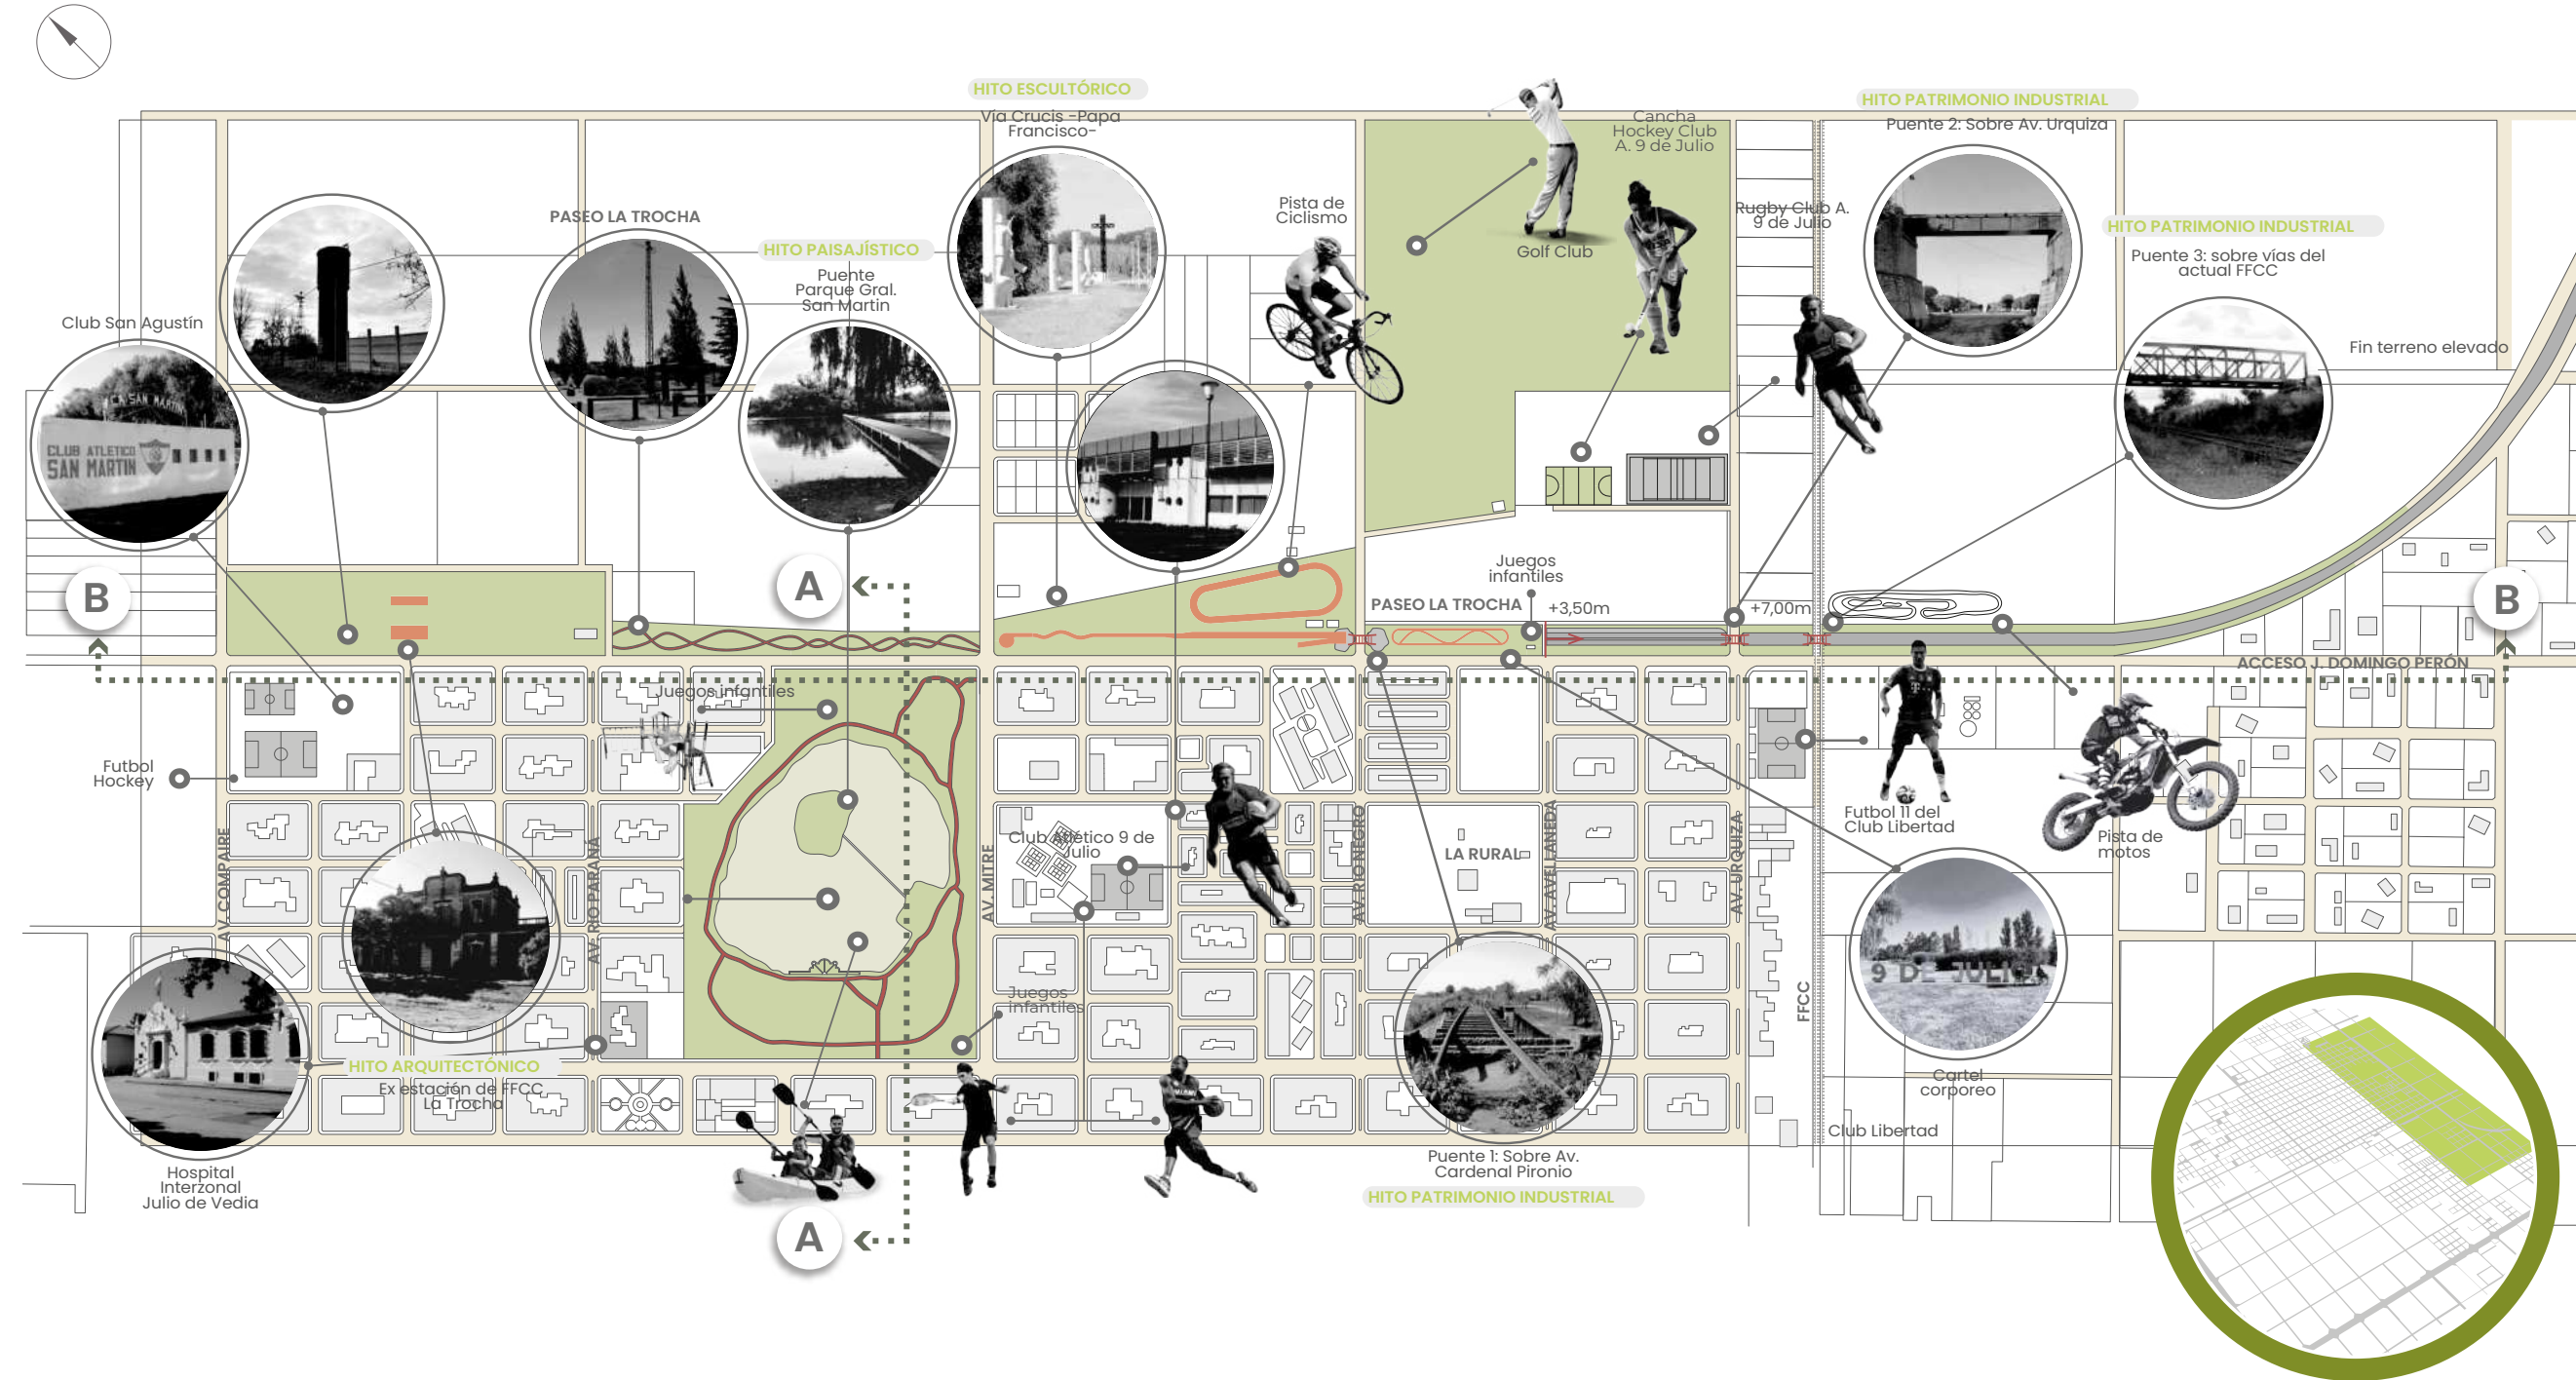 HITO ESCULTÓRICO
Vía Crucis -Papa
Francisco-
HITO PATRIMONIO INDUSTRIAL
Puente 2: Sobre Av. Urquiza
Cancha
Hockey Club
A. 9 de Julio
Pista de
Ciclismo
Golf Club
Rugby Club A.
9 de Julio
HITO PATRIMONIO INDUSTRIAL
Puente 3: sobre vías del
actual FFCC
PASEO LA TROCHA
HITO PAISAJÍSTICO
Puente
Parque Gral.
San Martin
Club San Agustín
Fin terreno elevado
C.A. SAN MARTIN
CLUB ATLETICO
SAN MARTIN
A
B
Juegos
infantiles
PASEO LA TROCHA
+3,50m
+7,00m
B
ACCESO J. DOMINGO PERÓN
Juegos infantiles
Futbol
Hockey
AV. COMPAIRE
AV. RIO PARANÁ
AV. MITRE
Club Atlético 9 de
Julio
AV. RIO NEGRO
LA RURAL
AV. AVELLANEDA
AV. URQUIZA
Futbol 11 del
Club Libertad
Pista de
motos
9 DE JULIO
FFCC
Juegos
infantiles
HITO ARQUITECTÓNICO
Ex estación de FFCC
La Trocha
Cartel
corporeo
Club Libertad
Hospital
Interzonal
Julio de Vedia
Puente 1: Sobre Av.
Cardenal Pironio
HITO PATRIMONIO INDUSTRIAL
A